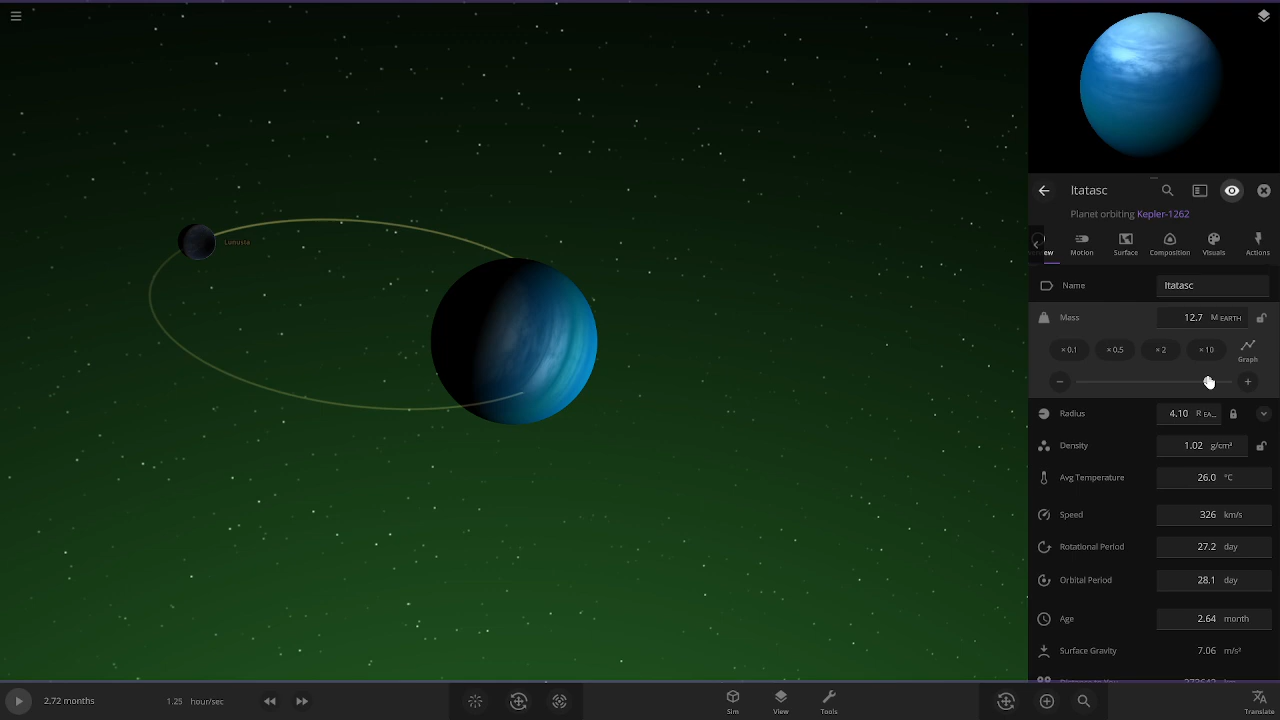 Itatasc
Planet orbiting Kepler-1262
Motion Surface Composition Visuals Actions
Name Itatasc
Mass 12.7 M EARTH
× 0.1 × 0.5 × 2 × 10 Graph
Radius 4.10 R EA...
Density 1.02 g/cm³
Avg Temperature 26.0 °C
Speed 326 km/s
Rotational Period 27.2 day
Orbital Period 28.1 day
Age 2.64 month
Surface Gravity 7.06 m/s²
2.72 months 1.25 hour/sec
Sim View Tools
Translate